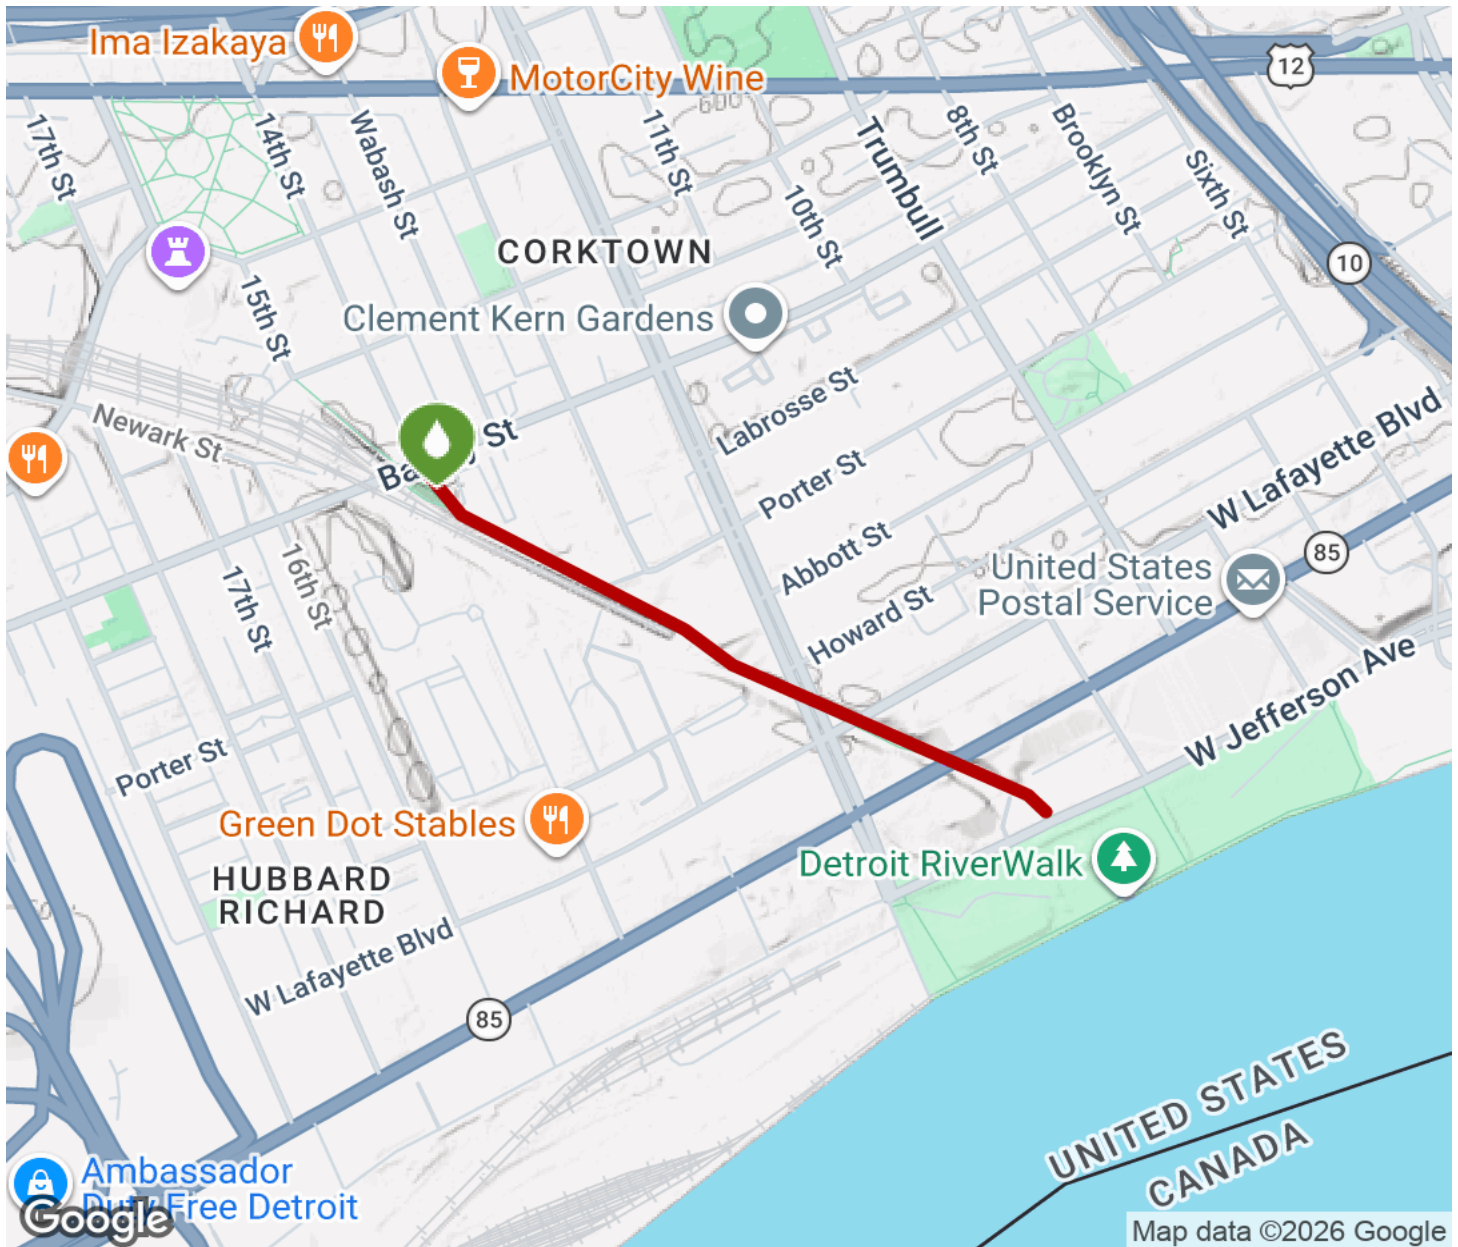 Ima Izakaya
MotorCity Wine
12
17th St
14th St
Wabash St
600
11th St
10th St
Trumbull
8th St
Brooklyn St
Sixth St
10
CORKTOWN
Clement Kern Gardens
15th St
Newark St
St
Labrosse St
Porter St
Abbott St
Howard St
W Lafayette Blvd
85
United States
Postal Service
W Jefferson Ave
16th St
17th St
Porter St
Green Dot Stables
Detroit RiverWalk
HUBBARD
RICHARD
W Lafayette Blvd
85
UNITED STATES
CANADA
Ambassador
Duty Free Detroit
Google
Map data ©2026 Google